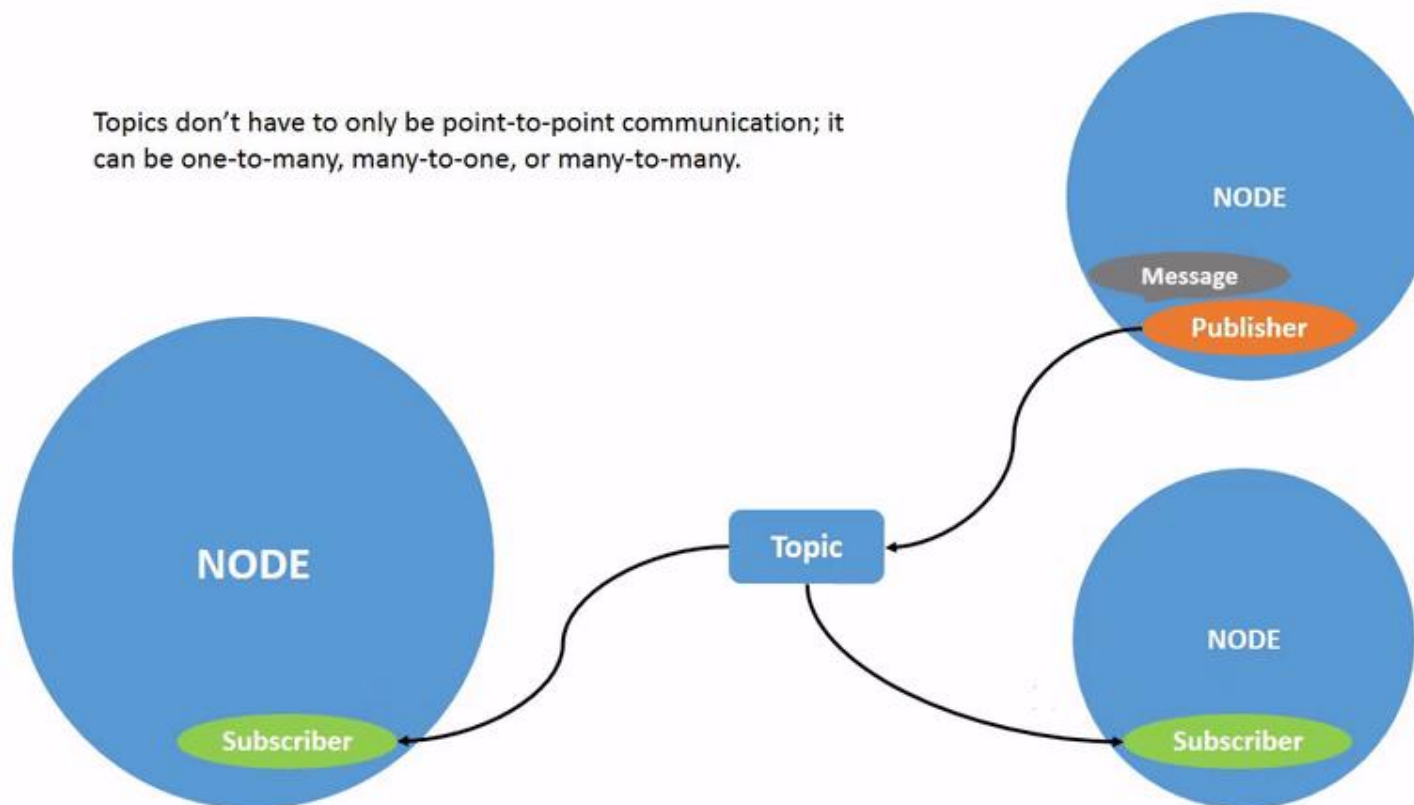 Topics don’t have to only be point-to-point communication; it
can be one-to-many, many-to-one, or many-to-many.
NODE
Message
Publisher
NODE
Topic
NODE
Subscriber
Subscriber